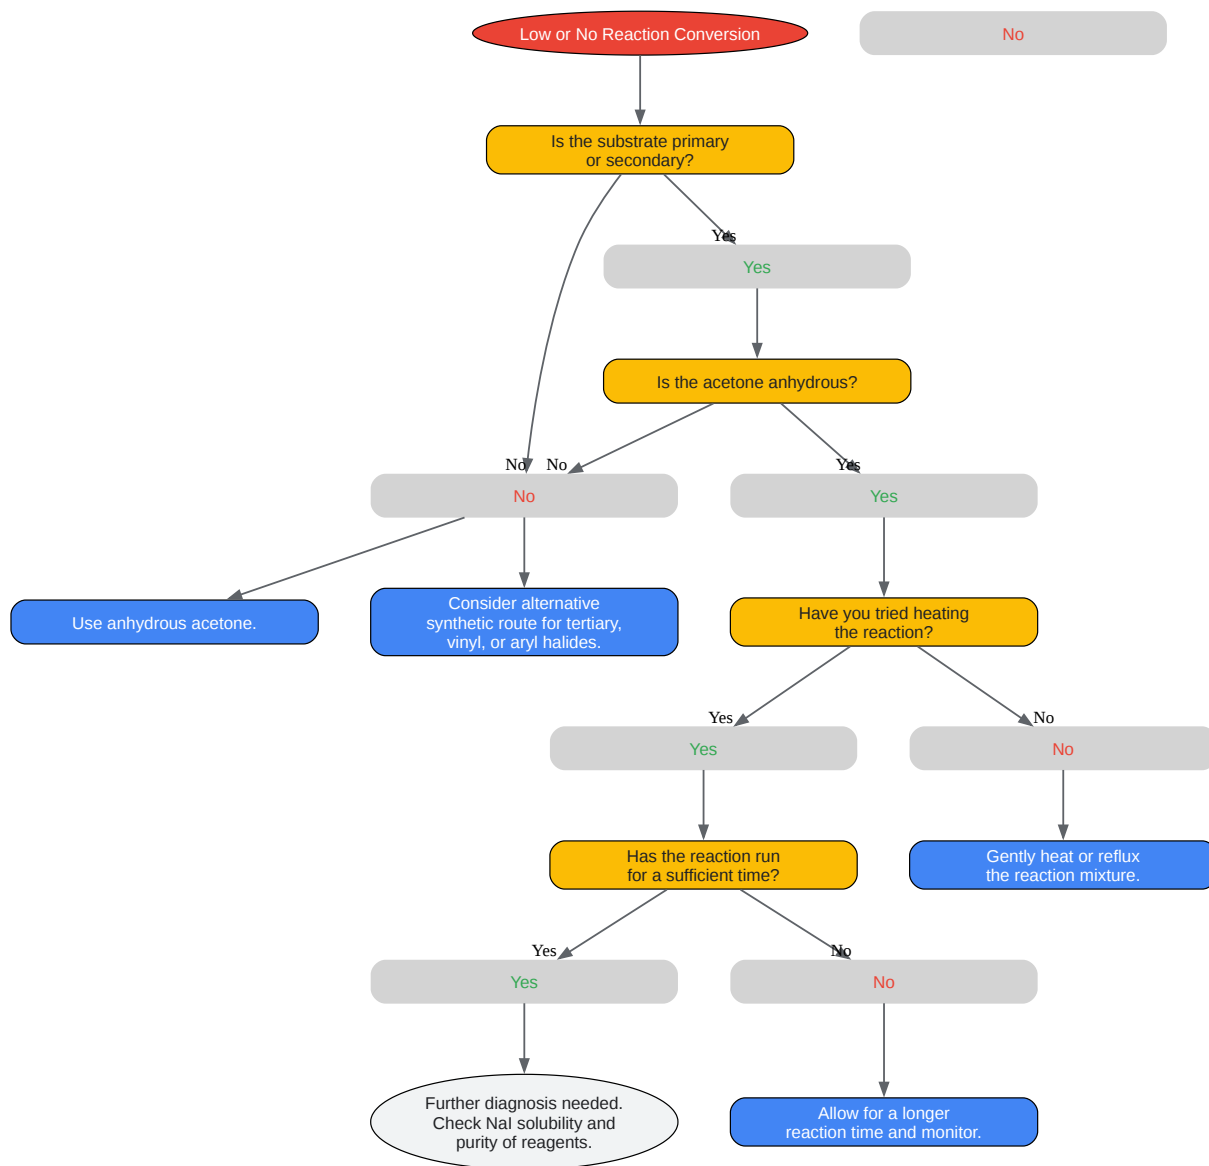 Low or No Reaction Conversion
No
Is the substrate primary
or secondary?
Yes
Yes
Is the acetone anhydrous?
No
No
Yes
No
Yes
Use anhydrous acetone.
Consider alternative
synthetic route for tertiary,
vinyl, or aryl halides.
Have you tried heating
the reaction?
Yes
No
Yes
No
Has the reaction run
for a sufficient time?
Gently heat or reflux
the reaction mixture.
Yes
No
Yes
No
Further diagnosis needed.
Check NaI solubility and
purity of reagents.
Allow for a longer
reaction time and monitor.